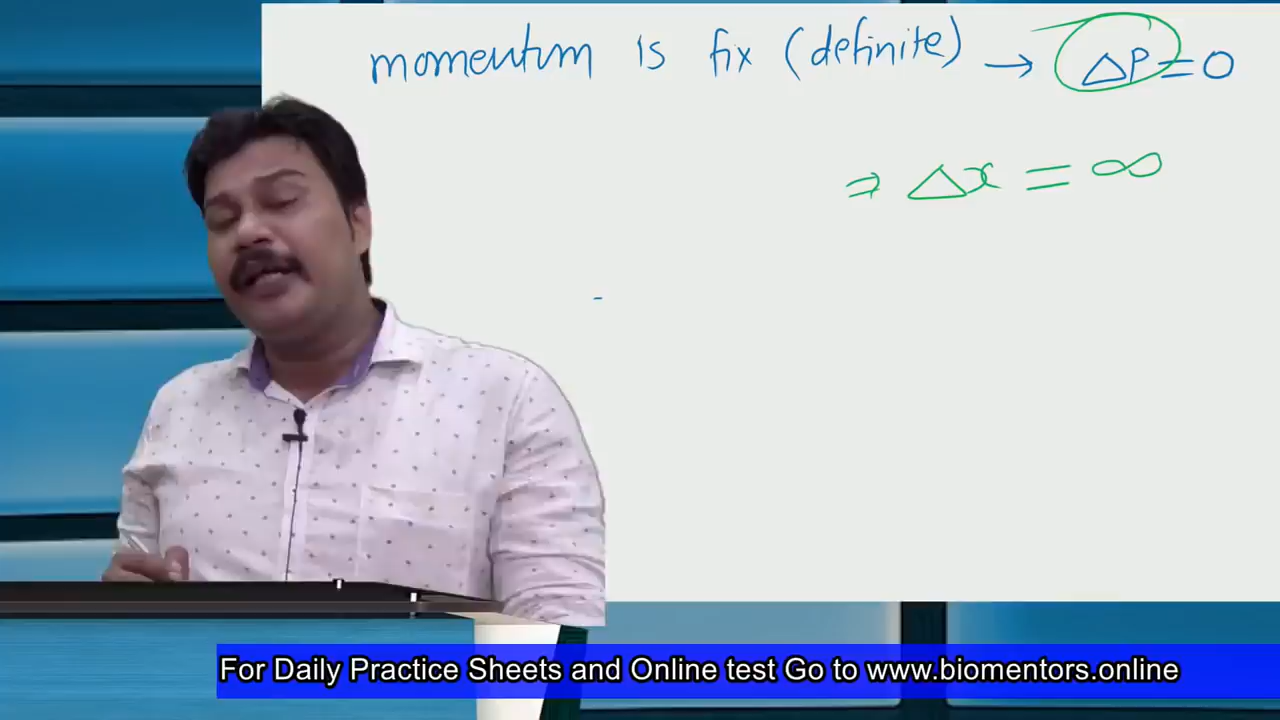 momentum is fix (definite) → ΔP = 0
⇒ Δx = ∞
For Daily Practice Sheets and Online test Go to www.biomentors.online